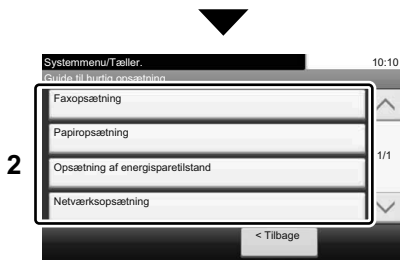 Systemmenu/Tæller.
10:10
Guide til hurtig opsætning
Faxopsætning
Papiropsætning
2
1/1
Opsætning af energisparetilstand
Netværksopsætning
< Tilbage